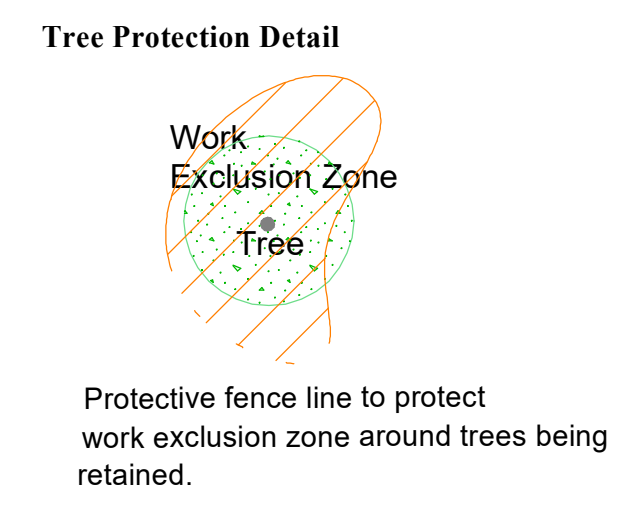 Tree Protection Detail
Work
Exclusion Zone
Tree
Protective fence line to protect
work exclusion zone around trees being
retained.